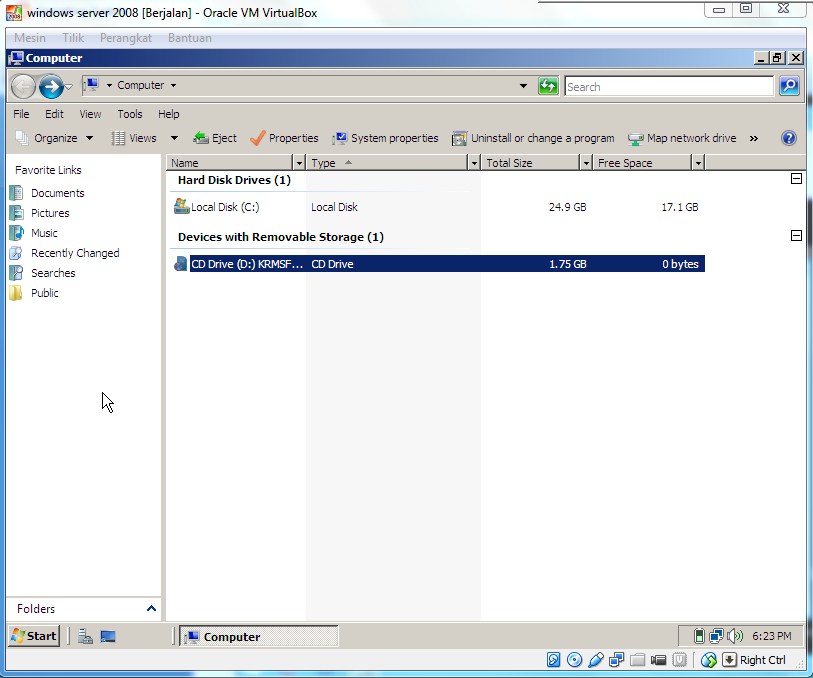 windows server 2008 [Berjalan] - Oracle VM VirtualBox
Mesin Tilik Perangkat Bantuan
Computer
Computer Search
File Edit View Tools Help
Organize Views Eject Properties System properties Uninstall or change a program Map network drive »
Favorite Links
Documents
Pictures
Music
Recently Changed
Searches
Public
Name Type Total Size Free Space
Hard Disk Drives (1)
Local Disk (C:) Local Disk 24.9 GB 17.1 GB
Devices with Removable Storage (1)
CD Drive (D:) KRMSF... CD Drive 1.75 GB 0 bytes
Folders
Start Computer 6:23 PM
Right Ctrl